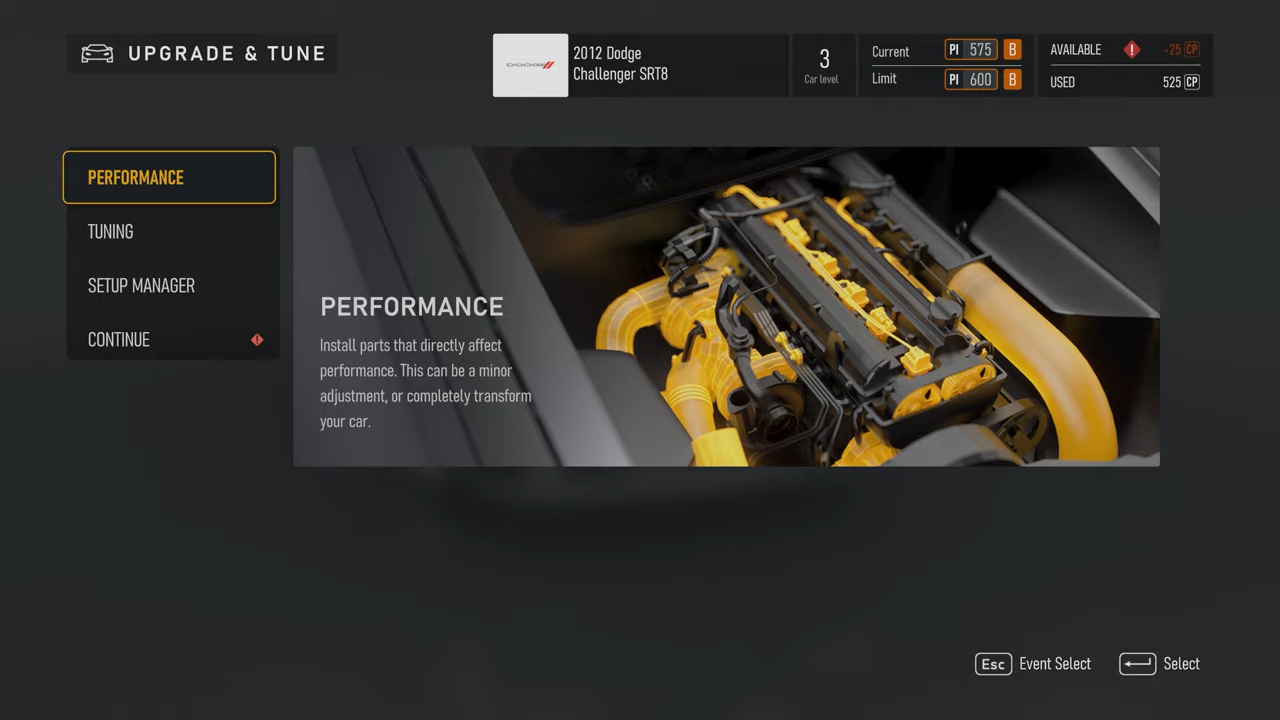 UPGRADE & TUNE
DODGE
2012 Dodge
Challenger SRT8
3
Car level
Current PI 575 B
Limit PI 600 B
AVAILABLE -25 CP
USED 525 CP
PERFORMANCE
TUNING
SETUP MANAGER
CONTINUE
PERFORMANCE
Install parts that directly affect
performance. This can be a minor
adjustment, or completely transform
your car.
Esc Event Select
Select